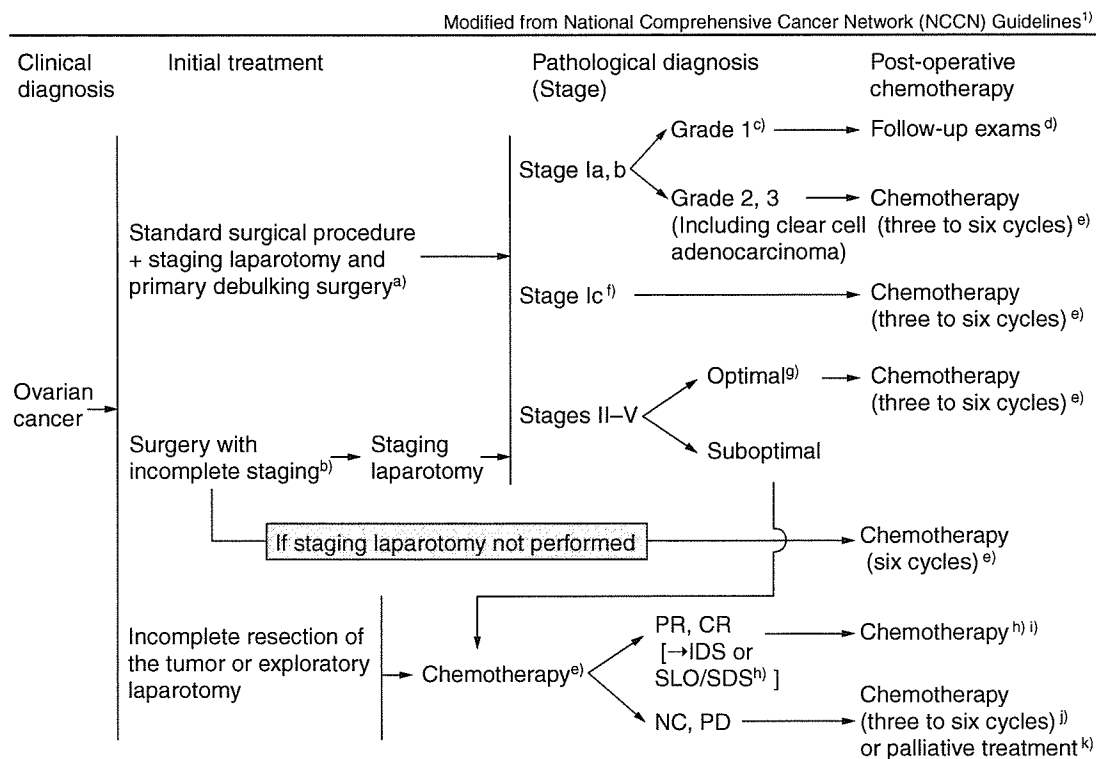 Modified from National Comprehensive Cancer Network (NCCN) Guidelines1)
Clinical
diagnosis
Initial treatment
Pathological diagnosis
(Stage)
Post-operative
chemotherapy
Grade 1c)
Follow-up exams d)
Stage Ia, b
Grade 2, 3
(Including clear cell
adenocarcinoma)
Chemotherapy
(three to six cycles) e)
Standard surgical procedure
+ staging laparotomy and
primary debulking surgerya)
Stage Ic f)
Chemotherapy
(three to six cycles) e)
Optimalg)
Chemotherapy
(three to six cycles) e)
Ovarian
cancer
Stages II–V
Suboptimal
Surgery with
incomplete stagingb)
Staging
laparotomy
If staging laparotomy not performed
Chemotherapy
(six cycles) e)
Incomplete resection of
the tumor or exploratory
laparotomy
Chemotherapye)
PR, CR
[→IDS or
SLO/SDSh) ]
Chemotherapy h) i)
NC, PD
Chemotherapy
(three to six cycles) j)
or palliative treatment k)